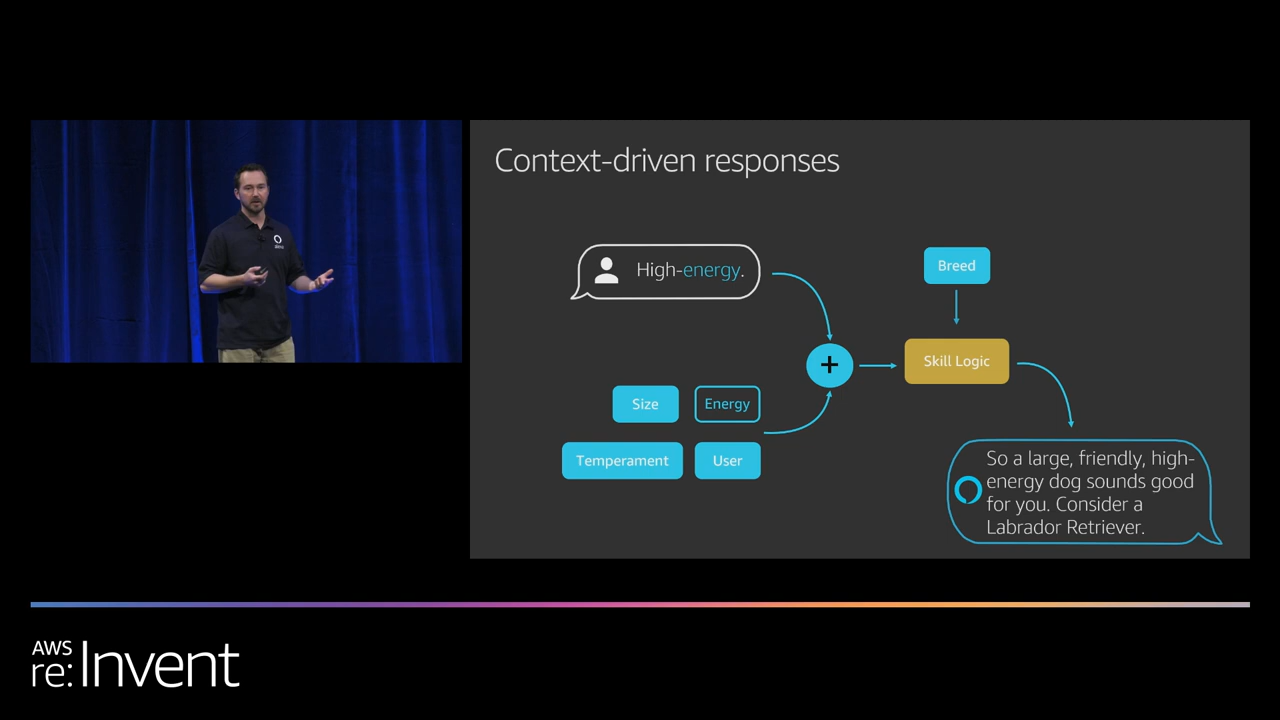 Context-driven responses
High-energy.
Breed
Skill Logic
Size
Energy
Temperament
User
So a large, friendly, high-
energy dog sounds good
for you. Consider a
Labrador Retriever.
AWS
re:Invent